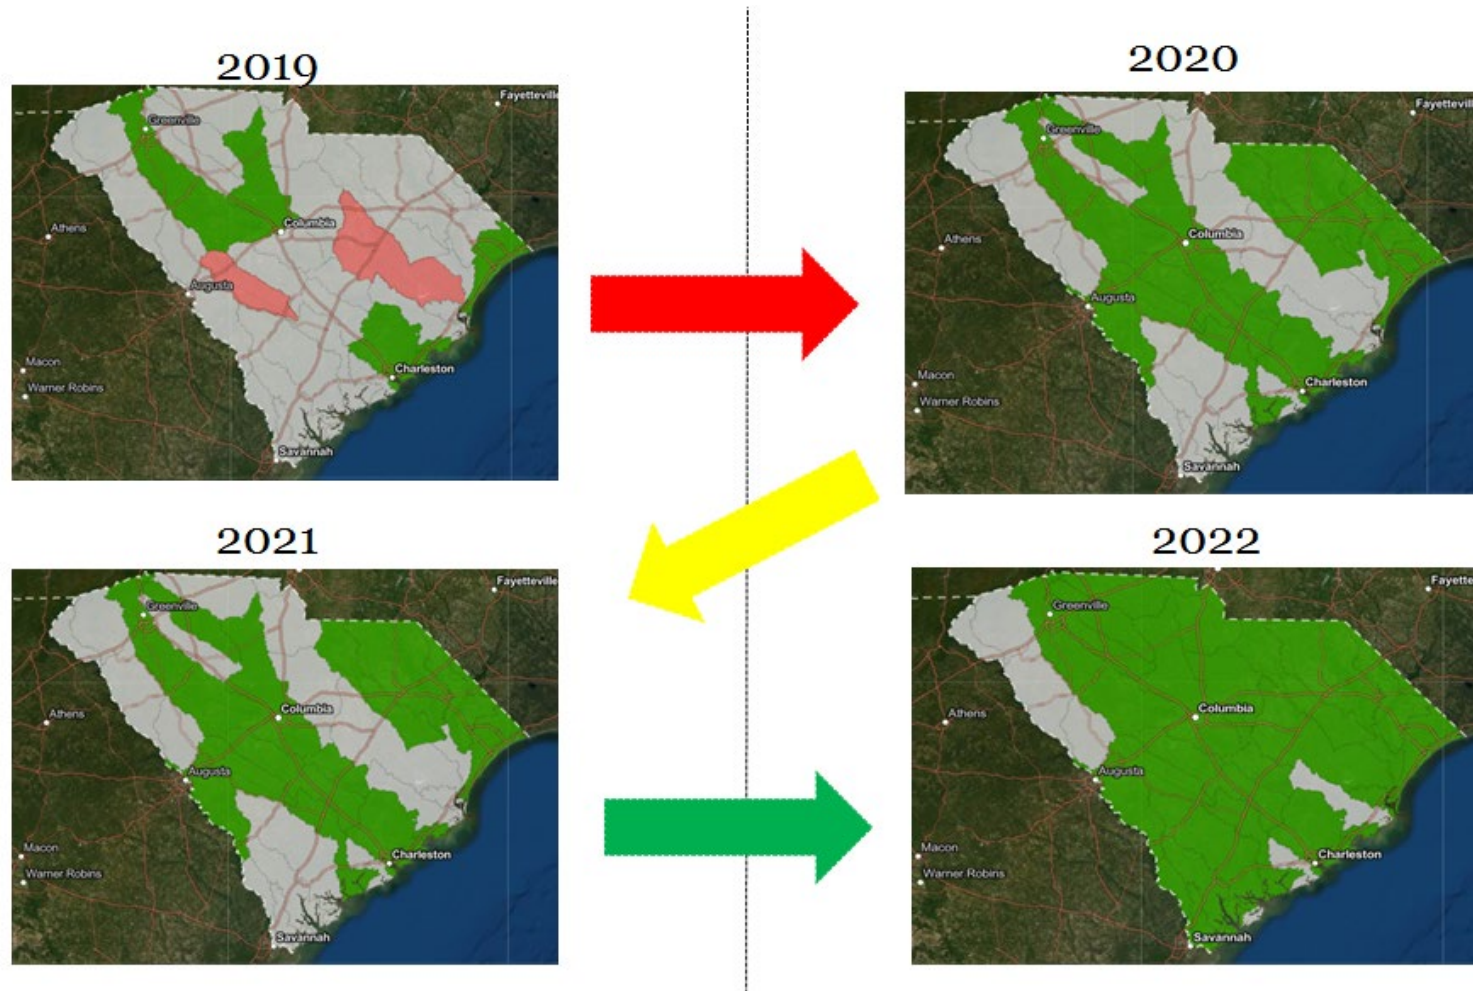 2019
Fayetteville
Greenville
Athens
Columbia
Augusta
Macon
Warner Robins
Charleston
Savannah
2020
Fayetteville
Greenville
Athens
Columbia
Augusta
Macon
Warner Robins
Charleston
Savannah
2021
Fayetteville
Greenville
Athens
Columbia
Augusta
Macon
Warner Robins
Charleston
Savannah
2022
Fayette
Greenville
Athens
Columbia
Augusta
Macon
Warner Robins
Charleston
Savannah